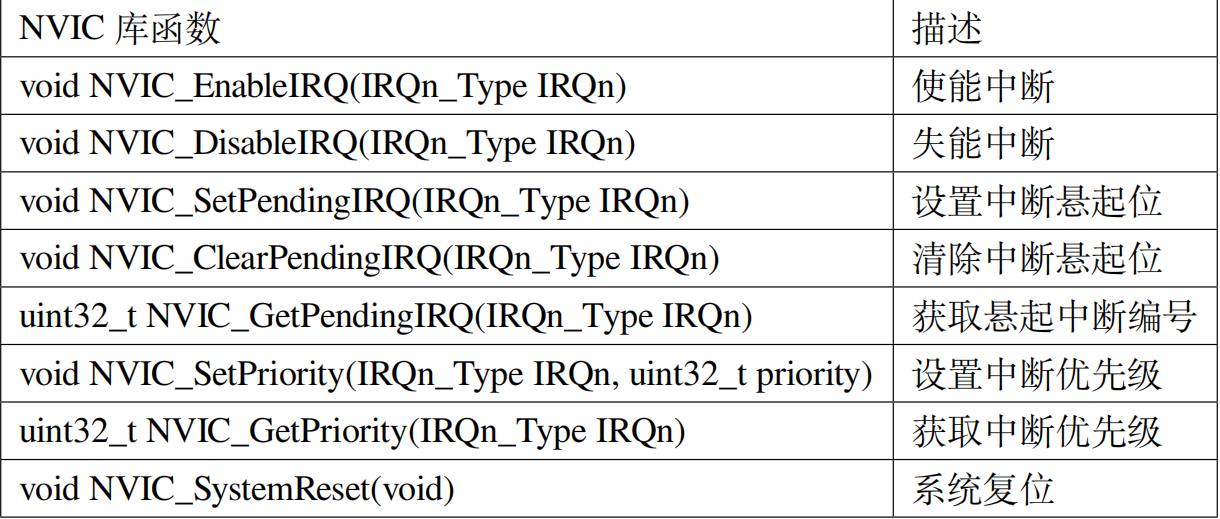 NVIC 库函数 描述
void NVIC_EnableIRQ(IRQn_Type IRQn) 使能中断
void NVIC_DisableIRQ(IRQn_Type IRQn) 失能中断
void NVIC_SetPendingIRQ(IRQn_Type IRQn) 设置中断悬起位
void NVIC_ClearPendingIRQ(IRQn_Type IRQn) 清除中断悬起位
uint32_t NVIC_GetPendingIRQ(IRQn_Type IRQn) 获取悬起中断编号
void NVIC_SetPriority(IRQn_Type IRQn, uint32_t priority) 设置中断优先级
uint32_t NVIC_GetPriority(IRQn_Type IRQn) 获取中断优先级
void NVIC_SystemReset(void) 系统复位